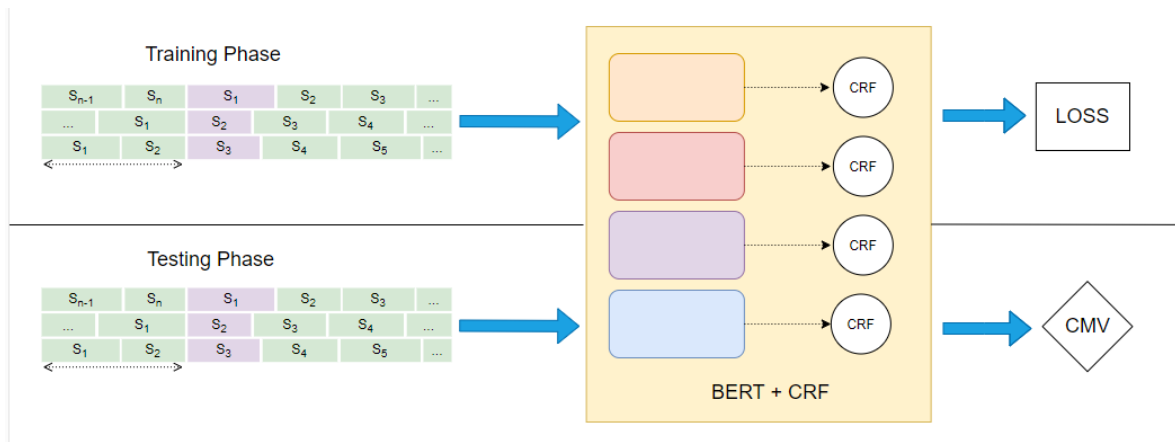 Training Phase
Sn-1 Sn S1 S2 S3 ...
... S1 S2 S3 S4 ...
S1 S2 S3 S4 S5 ...
CRF
CRF
CRF
CRF
BERT + CRF
LOSS
Testing Phase
Sn-1 Sn S1 S2 S3 ...
... S1 S2 S3 S4 ...
S1 S2 S3 S4 S5 ...
CMV